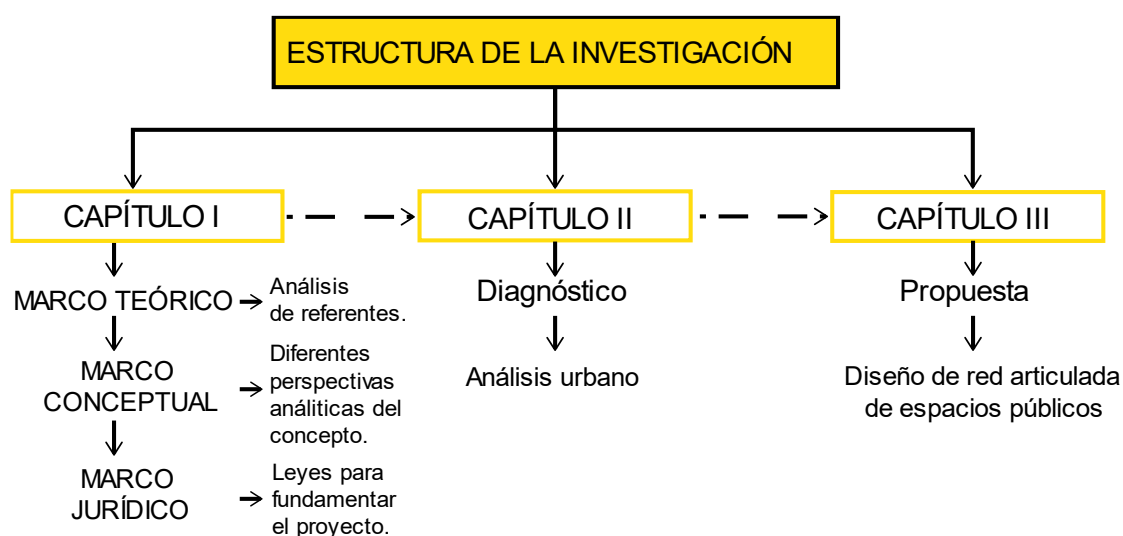 ESTRUCTURA DE LA INVESTIGACIÓN
CAPÍTULO I
CAPÍTULO II
CAPÍTULO III
MARCO TEÓRICO
Análisis
de referentes.
MARCO
CONCEPTUAL
Diferentes
perspectivas
análiticas del
concepto.
MARCO
JURÍDICO
Leyes para
fundamentar
el proyecto.
Diagnóstico
Análisis urbano
Propuesta
Diseño de red articulada
de espacios públicos